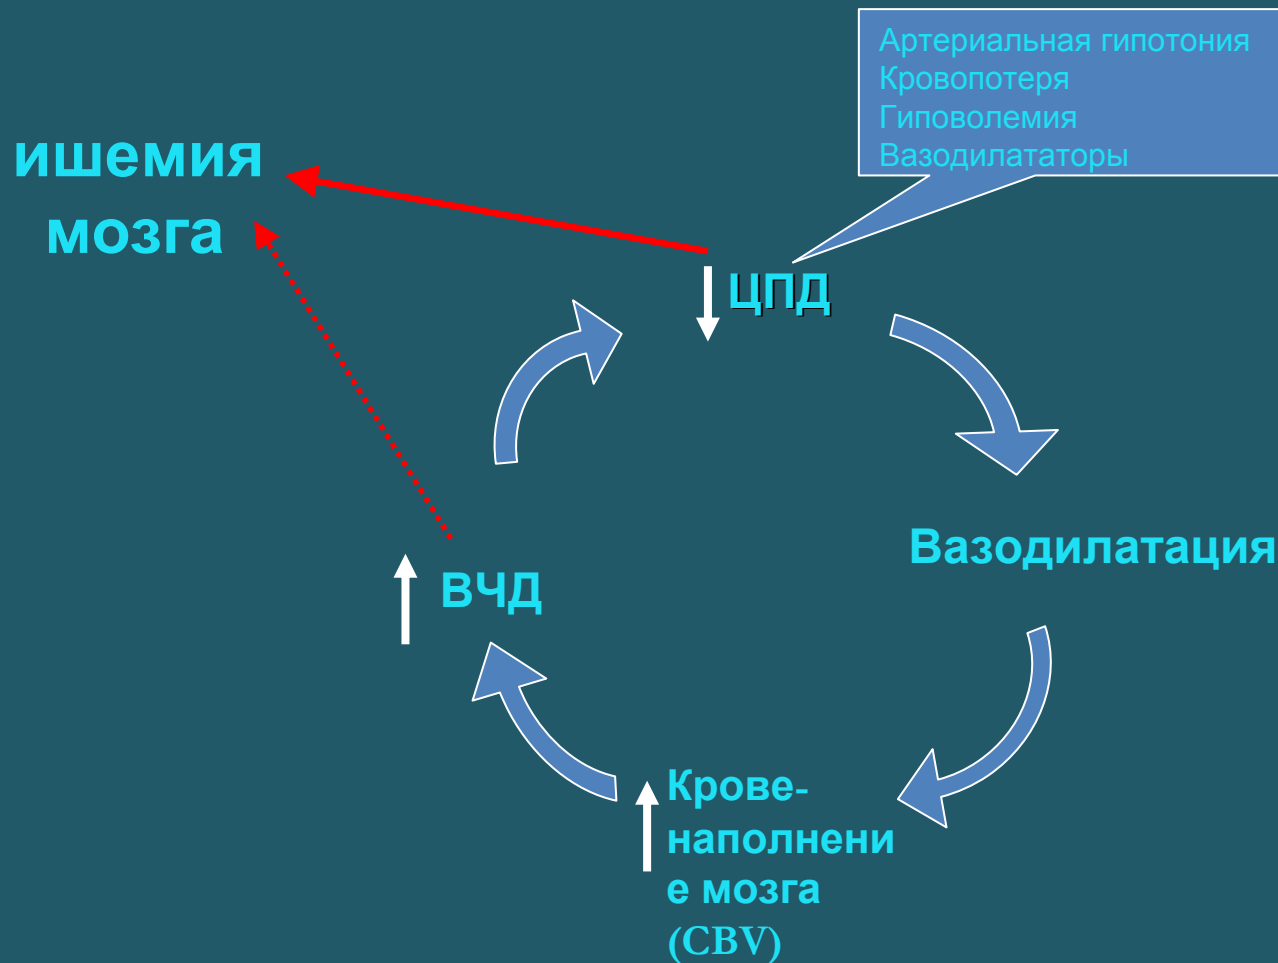 Артериальная гипотония
Кровопотеря
Гиповолемия
Вазодилататоры
ишемия
мозга
ЦПД
Вазодилатация
ВЧД
Крове-
наполнени
е мозга
(CBV)